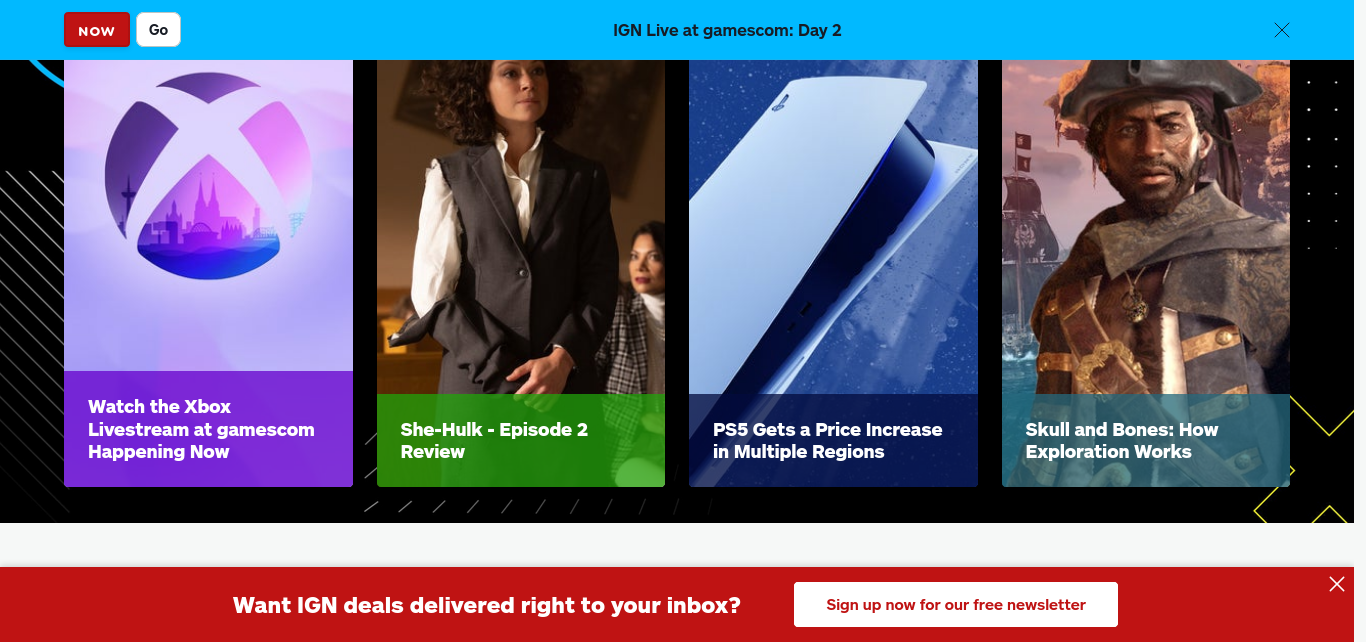 NOW
Go
IGN Live at gamescom: Day 2
Watch the Xbox
Livestream at gamescom
Happening Now
She-Hulk - Episode 2
Review
PS5 Gets a Price Increase
in Multiple Regions
Skull and Bones: How
Exploration Works
Want IGN deals delivered right to your inbox?
Sign up now for our free newsletter